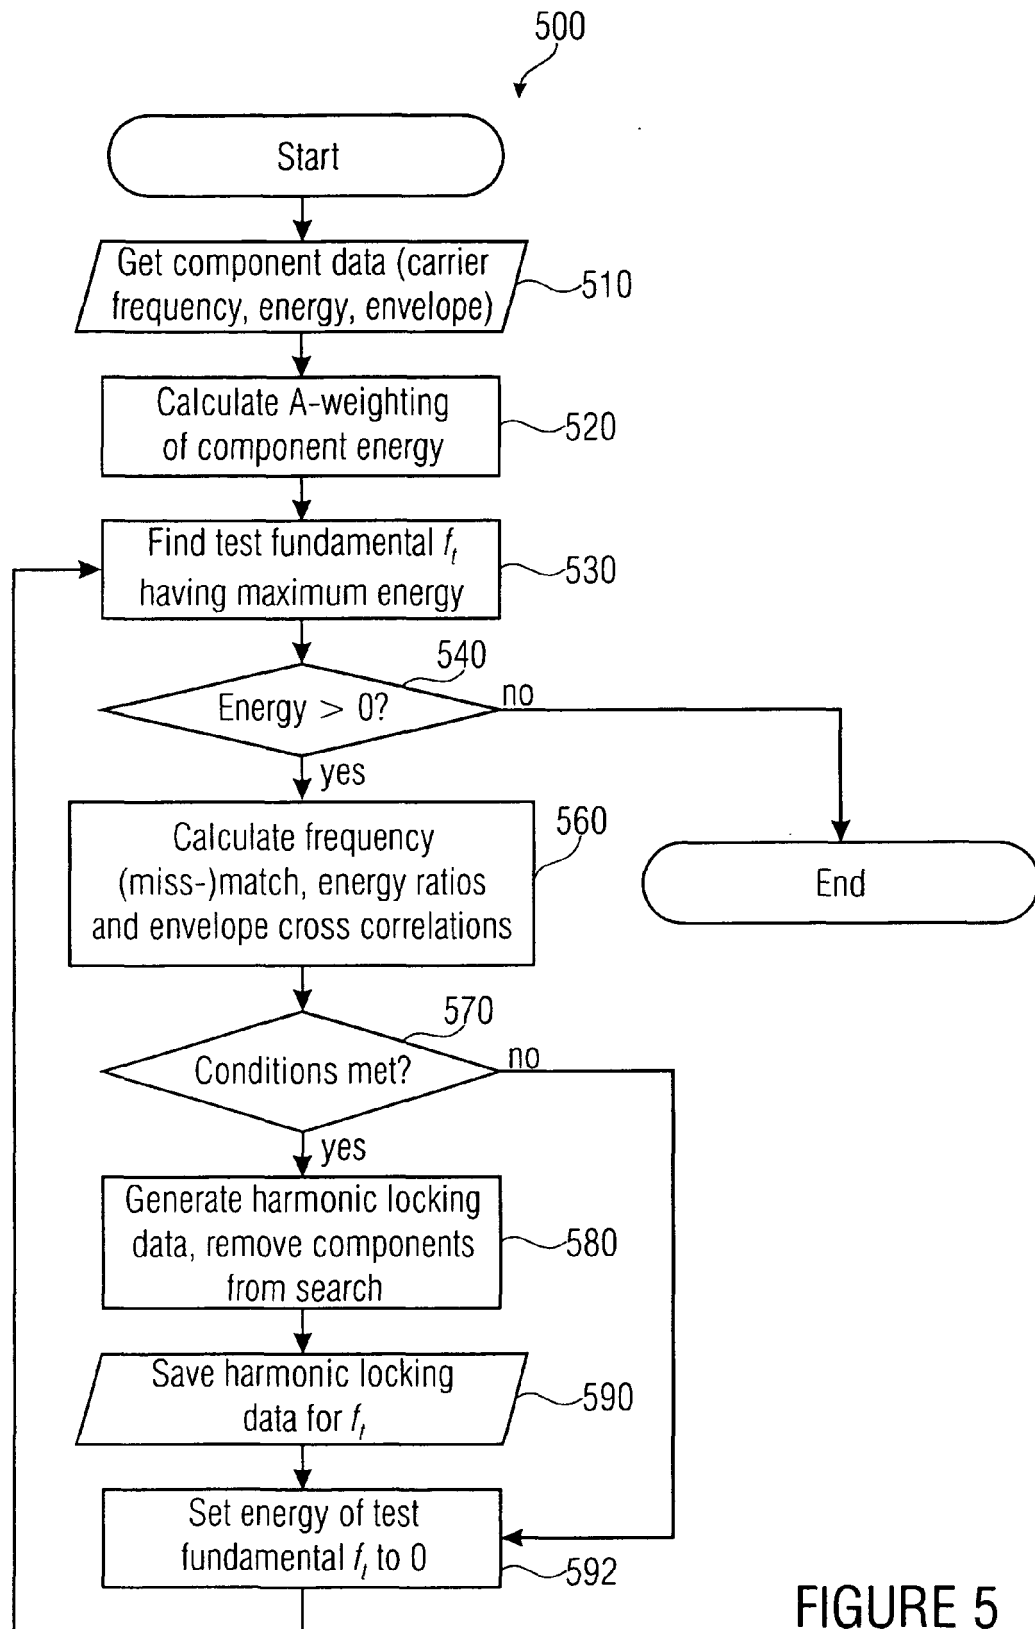 500
Start
Get component data (carrier
frequency, energy, envelope)
510
Calculate A-weighting
of component energy
520
Find test fundamental fₜ
having maximum energy
530
540
Energy > 0?
no
yes
Calculate frequency
(miss-)match, energy ratios
and envelope cross correlations
560
End
570
Conditions met?
no
yes
Generate harmonic locking
data, remove components
from search
580
Save harmonic locking
data for fₜ
590
Set energy of test
fundamental fₜ to 0
592
FIGURE 5